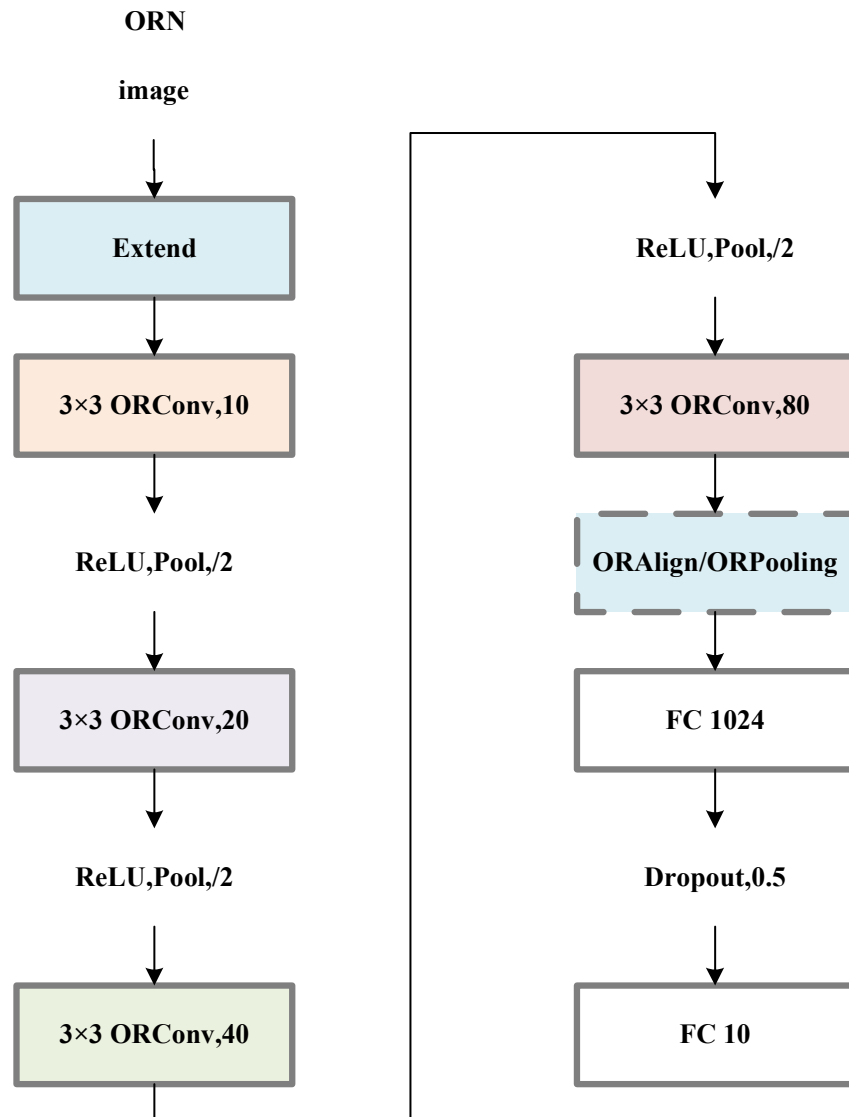 ORN
image
Extend
3×3 ORConv,10
ReLU,Pool,/2
3×3 ORConv,20
ReLU,Pool,/2
3×3 ORConv,40
ReLU,Pool,/2
3×3 ORConv,80
ORAlign/ORPooling
FC 1024
Dropout,0.5
FC 10